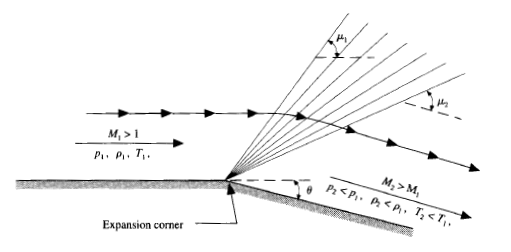 μ₁
μ₂
M₁ > 1
p₁, ρ₁, T₁,
θ
M₂ > M₁
p₂ < p₁, ρ₂ < ρ₁, T₂ < T₁,
Expansion corner